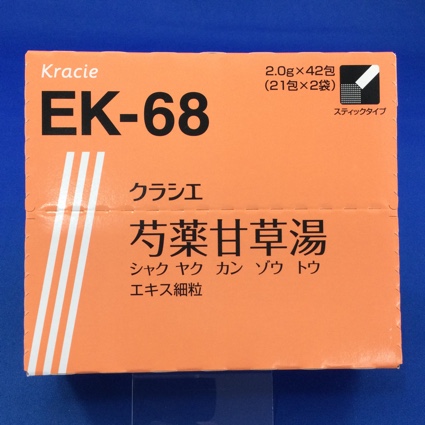 Kracie
2.0g×42包
(21包×2袋)
EK-68
スティックタイプ
クラシエ
芍薬甘草湯
シャク ヤク カン ゾウ トウ
エキス細粒